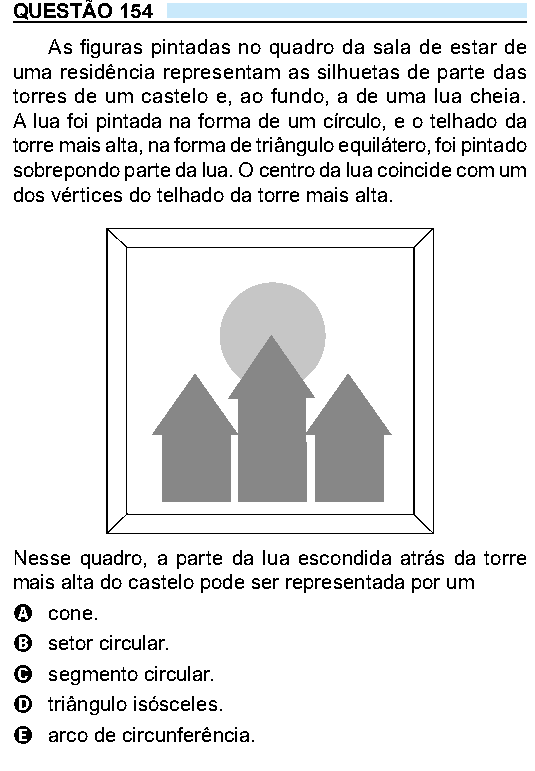 QUESTÃO 154
As figuras pintadas no quadro da sala de estar de
uma residência representam as silhuetas de parte das
torres de um castelo e, ao fundo, a de uma lua cheia.
A lua foi pintada na forma de um círculo, e o telhado da
torre mais alta, na forma de triângulo equilátero, foi pintado
sobrepondo parte da lua. O centro da lua coincide com um
dos vértices do telhado da torre mais alta.
Nesse quadro, a parte da lua escondida atrás da torre
mais alta do castelo pode ser representada por um
A cone.
B setor circular.
C segmento circular.
D triângulo isósceles.
E arco de circunferência.